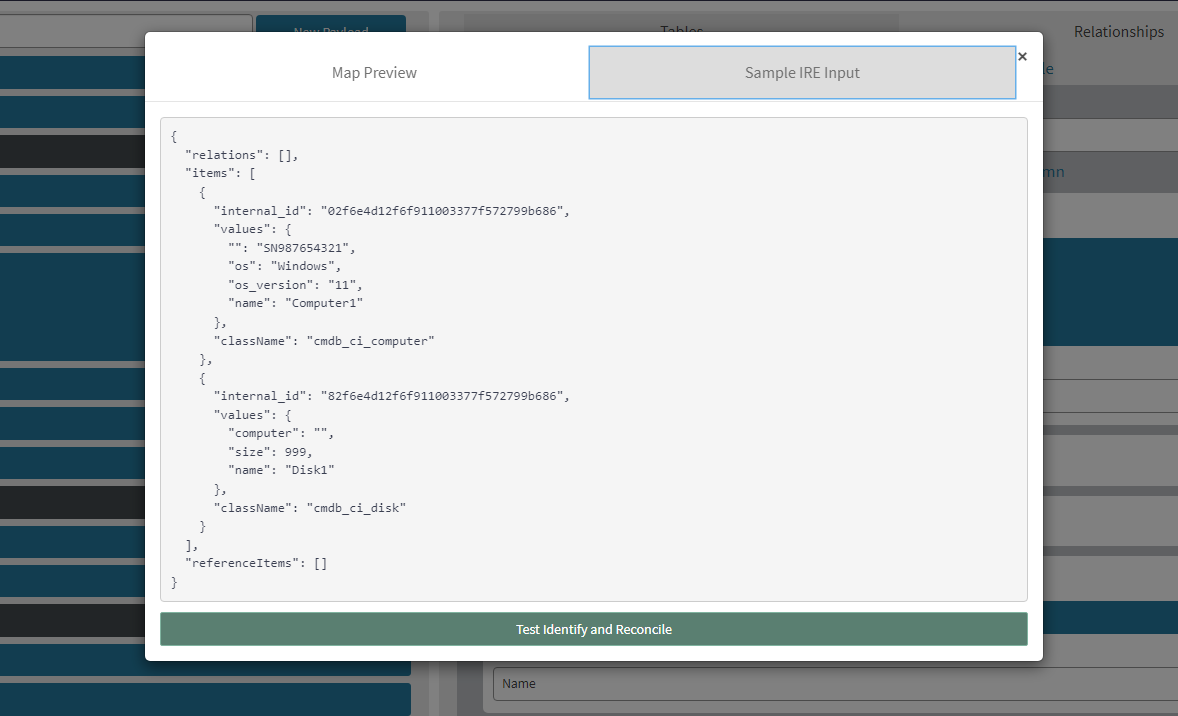 New Payload
Tables
Relationships
Map Preview
Sample IRE Input
×
{
  "relations": [],
  "items": [
    {
      "internal_id": "02f6e4d12f6f911003377f572799b686",
      "values": {
        "": "SN987654321",
        "os": "Windows",
        "os_version": "11",
        "name": "Computer1"
      },
      "className": "cmdb_ci_computer"
    },
    {
      "internal_id": "82f6e4d12f6f911003377f572799b686",
      "values": {
        "computer": "",
        "size": 999,
        "name": "Disk1"
      },
      "className": "cmdb_ci_disk"
    }
  ],
  "referenceItems": []
}
Test Identify and Reconcile
Name